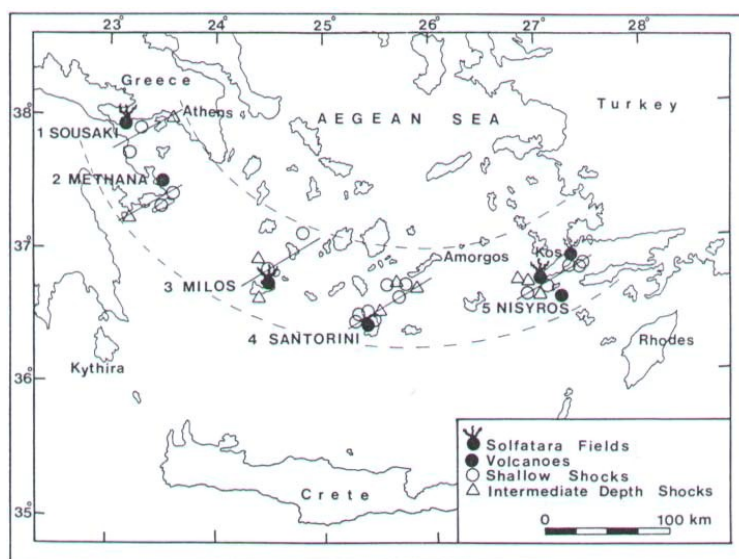 23° 24 25° 26 27° 28°
Greece
38°
Athens
AEGEAN SEA
Turkey
1 SOUSAKI
2 METHANA
37°
Kos
Amorgos
3 MILOS
5 NISYROS
4 SANTORINI
Rhodes
Kythira
36°
Solfatara Fields
Volcanoes
Shallow Shocks
Intermediate Depth Shocks
35°
Crete
0 100 km